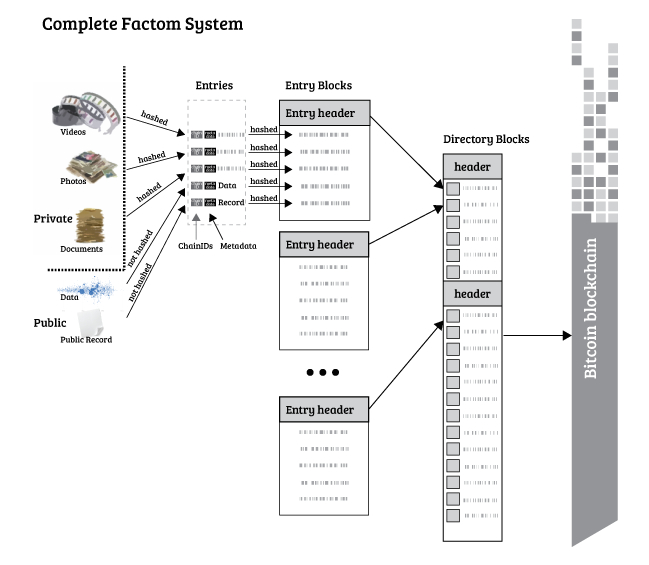 Complete Factom System
Entries
Entry Blocks
Directory Blocks
Videos
Photos
Private
Documents
Data
Public
Public Record
hashed
hashed
hashed
not hashed
not hashed
Data
Record
ChainIDs
Metadata
hashed
hashed
hashed
hashed
hashed
Entry header
Entry header
Entry header
header
header
Bitcoin blockchain